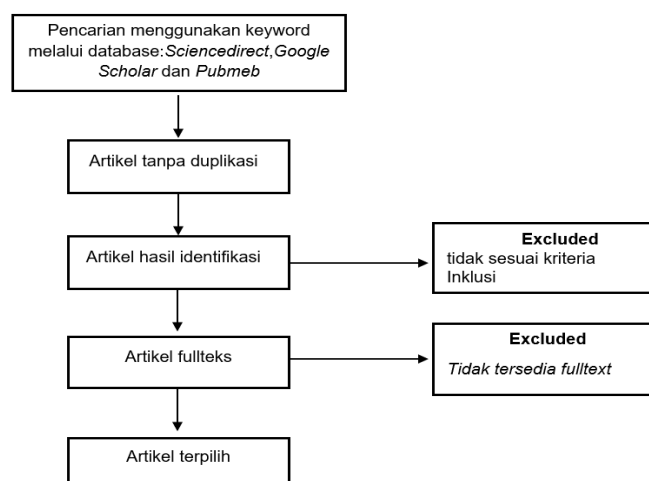 Pencarian menggunakan keyword
melalui database:Sciencedirect,Google
Scholar dan Pubmeb
Artikel tanpa duplikasi
Artikel hasil identifikasi
Excluded
tidak sesuai kriteria
Inklusi
Artikel fullteks
Excluded
Tidak tersedia fulltext
Artikel terpilih